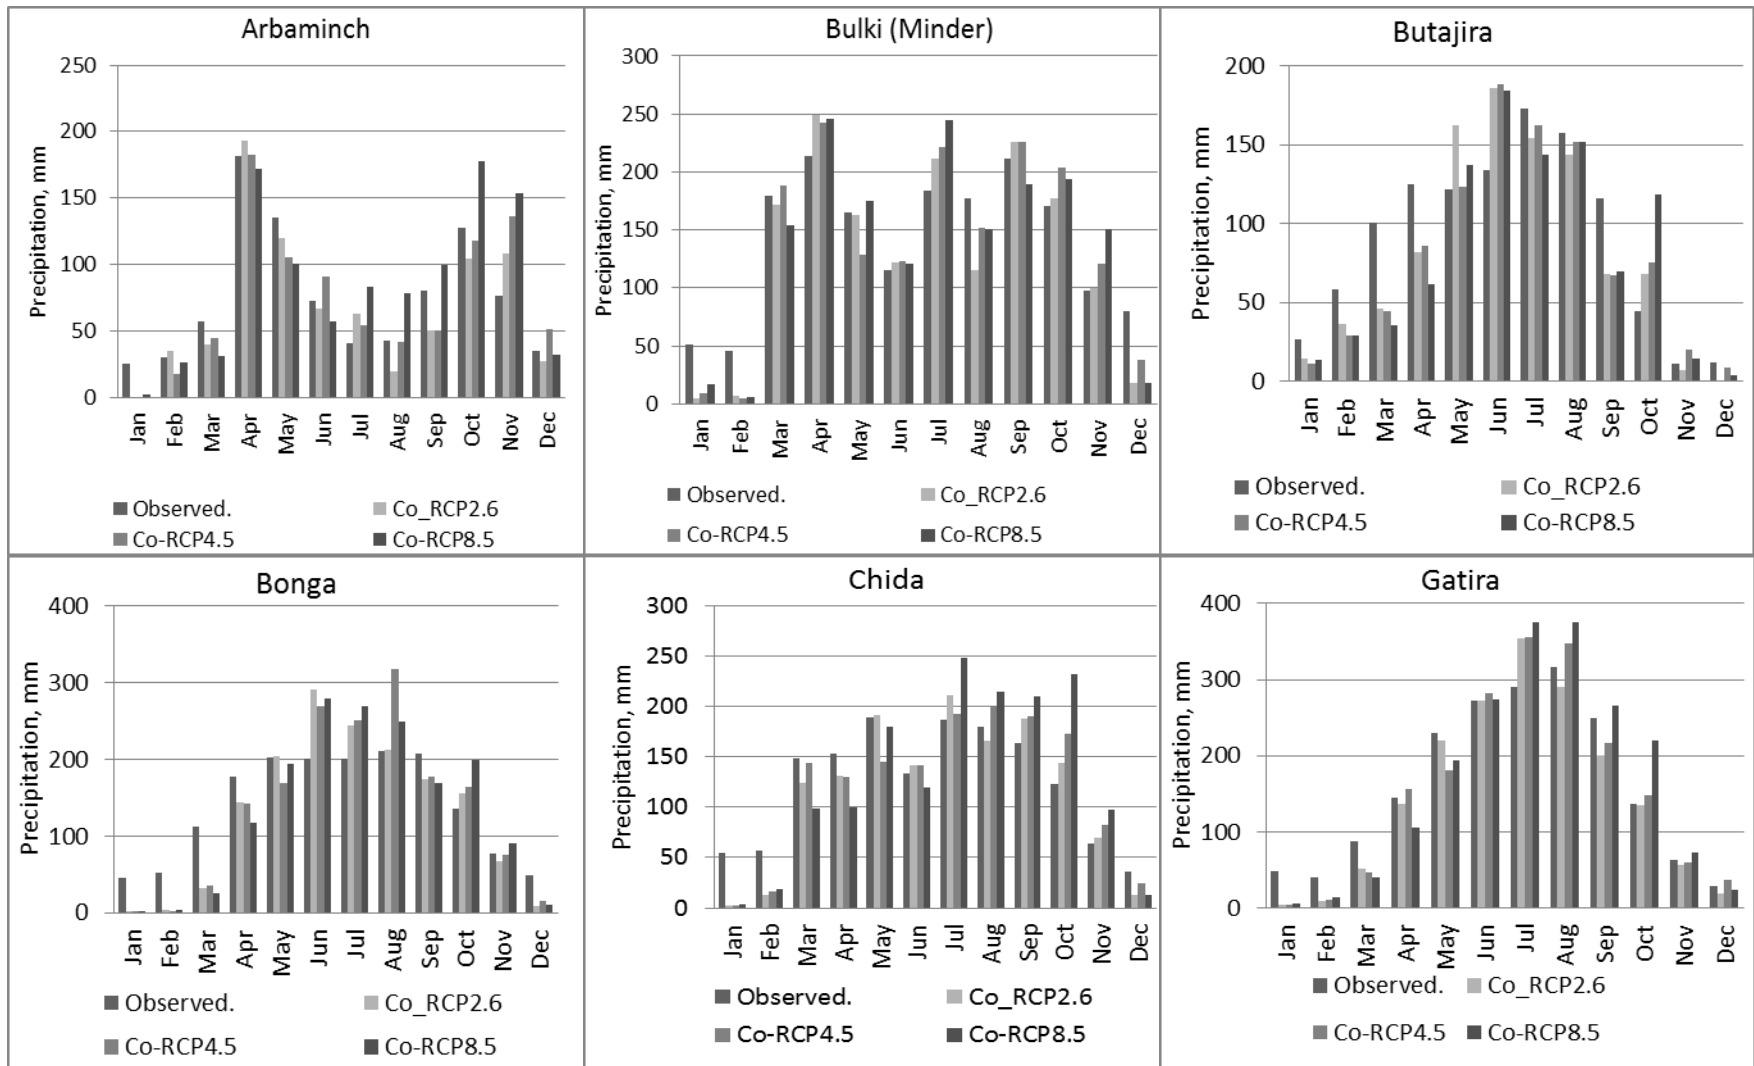 Arbaminch
Precipitation, mm
250
200
150
100
50
0
Jan Feb Mar Apr May Jun Jul Aug Sep Oct Nov Dec
Observed. Co_RCP2.6
Co-RCP4.5 Co-RCP8.5
Bulki (Minder)
Precipitation, mm
300
250
200
150
100
50
0
Jan Feb Mar Apr May Jun Jul Aug Sep Oct Nov Dec
Observed. Co_RCP2.6
Co-RCP4.5 Co-RCP8.5
Butajira
Precipitation, mm
200
150
100
50
0
Jan Feb Mar Apr May Jun Jul Aug Sep Oct Nov Dec
Observed. Co_RCP2.6
Co-RCP4.5 Co-RCP8.5
Bonga
Precipitation, mm
400
300
200
100
0
Jan Feb Mar Apr May Jun Jul Aug Sep Oct Nov Dec
Observed. Co_RCP2.6
Co-RCP4.5 Co-RCP8.5
Chida
Precipitation, mm
300
250
200
150
100
50
0
Jan Feb Mar Apr May Jun Jul Aug Sep Oct Nov Dec
Observed. Co_RCP2.6
Co-RCP4.5 Co-RCP8.5
Gatira
Precipitation, mm
400
300
200
100
0
Jan Feb Mar Apr May Jun Jul Aug Sep Oct Nov Dec
Observed. Co_RCP2.6
Co-RCP4.5 Co-RCP8.5